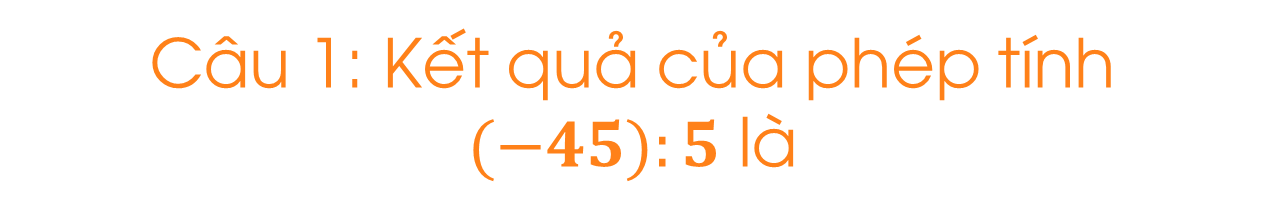 Câu 1: Kết quả của phép tính
(−45): 5 là